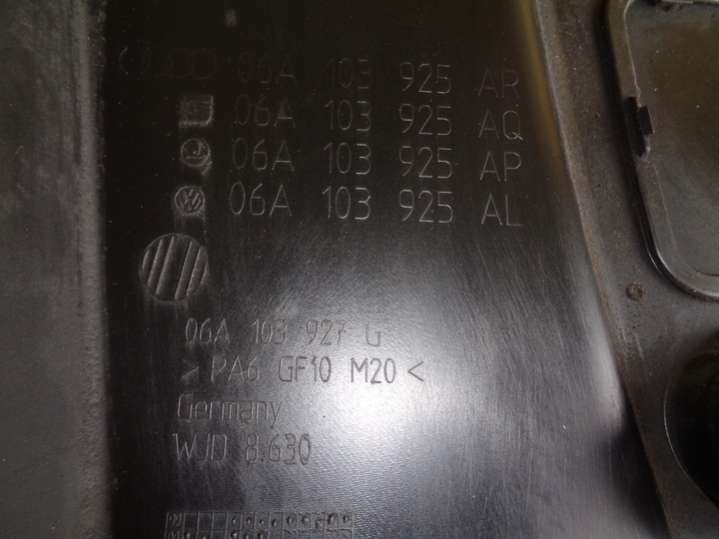 06A 103 925 AR
06A 103 925 AQ
06A 103 925 AP
06A 103 925 AL
06A 103 927 G
> PA6 GF10 M20 <
Germany
WJD 8.630